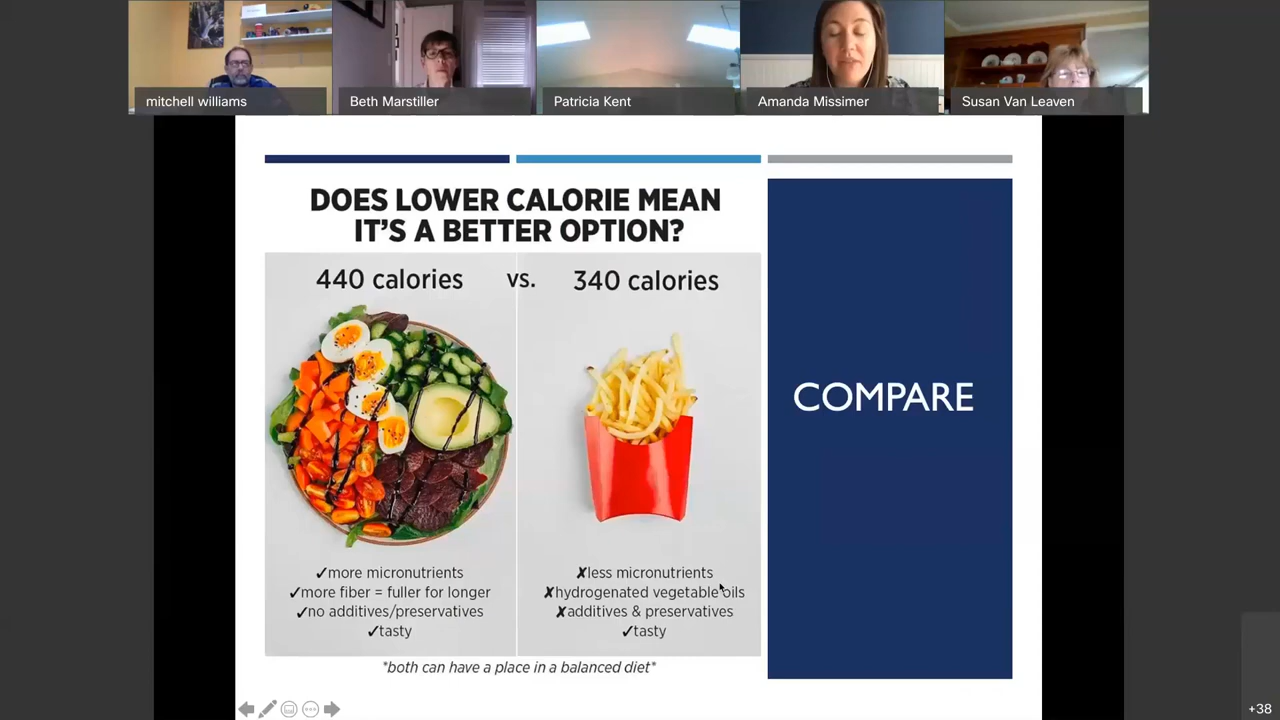 mitchell williams
Beth Marstiller
Patricia Kent
Amanda Missimer
Susan Van Leaven
DOES LOWER CALORIE MEAN
IT'S A BETTER OPTION?
440 calories vs. 340 calories
✓more micronutrients
✓more fiber = fuller for longer
✓no additives/preservatives
✓tasty
✗less micronutrients
✗hydrogenated vegetable oils
✗additives & preservatives
✓tasty
*both can have a place in a balanced diet*
COMPARE
+38